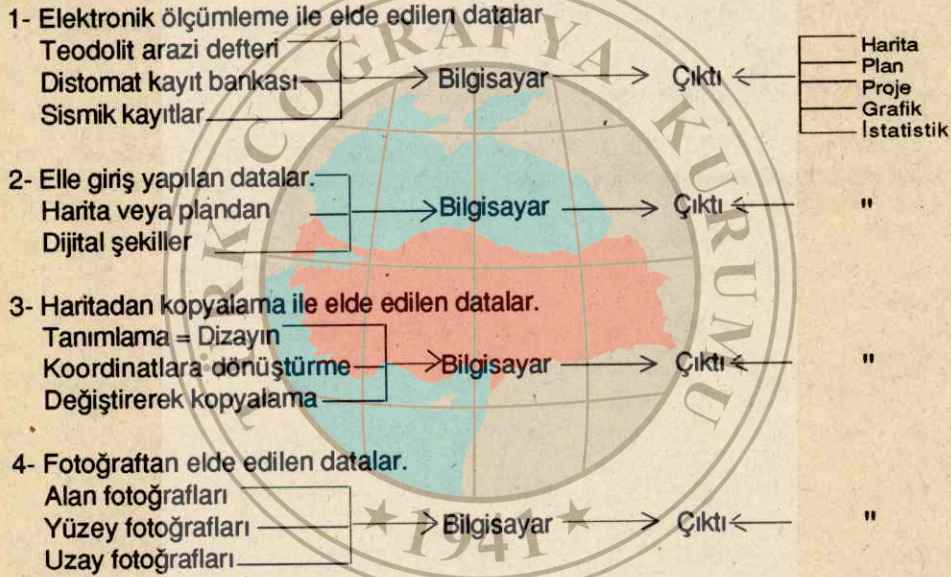 1- Elektronik ölçümleme ile elde edilen datalar
Teodolit arazi defteri
Distomat kayıt bankası
Sismik kayıtlar
Bilgisayar
Çıktı
Harita
Plan
Proje
Grafik
İstatistik
2- Elle giriş yapılan datalar.
Harita veya plandan
Dijital şekiller
Bilgisayar
Çıktı
"
3- Haritadan kopyalama ile elde edilen datalar.
Tanımlama = Dizayın
Koordinatlara dönüştürme
Değiştirerek kopyalama
Bilgisayar
Çıktı
"
4- Fotoğraftan elde edilen datalar.
Alan fotoğrafları
Yüzey fotoğrafları
Uzay fotoğrafları
Bilgisayar
Çıktı
"
TÜRK COĞRAFYA KURUMU
1941